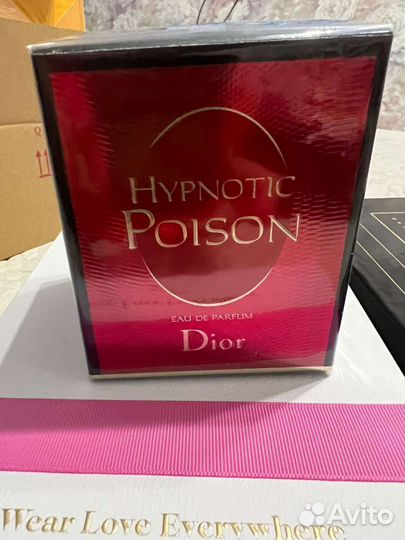 HYPNOTIC
POISON
EAU DE PARFUM
Dior
Wear Love Everywhere
Avito